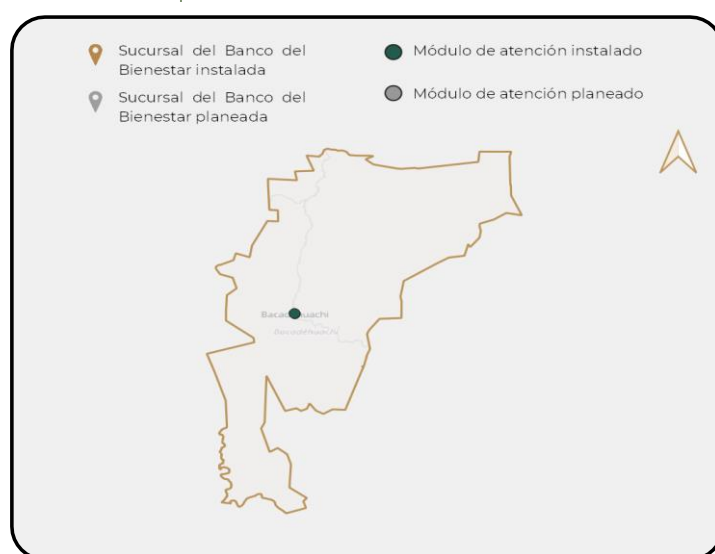 Sucursal del Banco del
Bienestar instalada
Sucursal del Banco del
Bienestar planeada
Módulo de atención instalado
Módulo de atención planeado